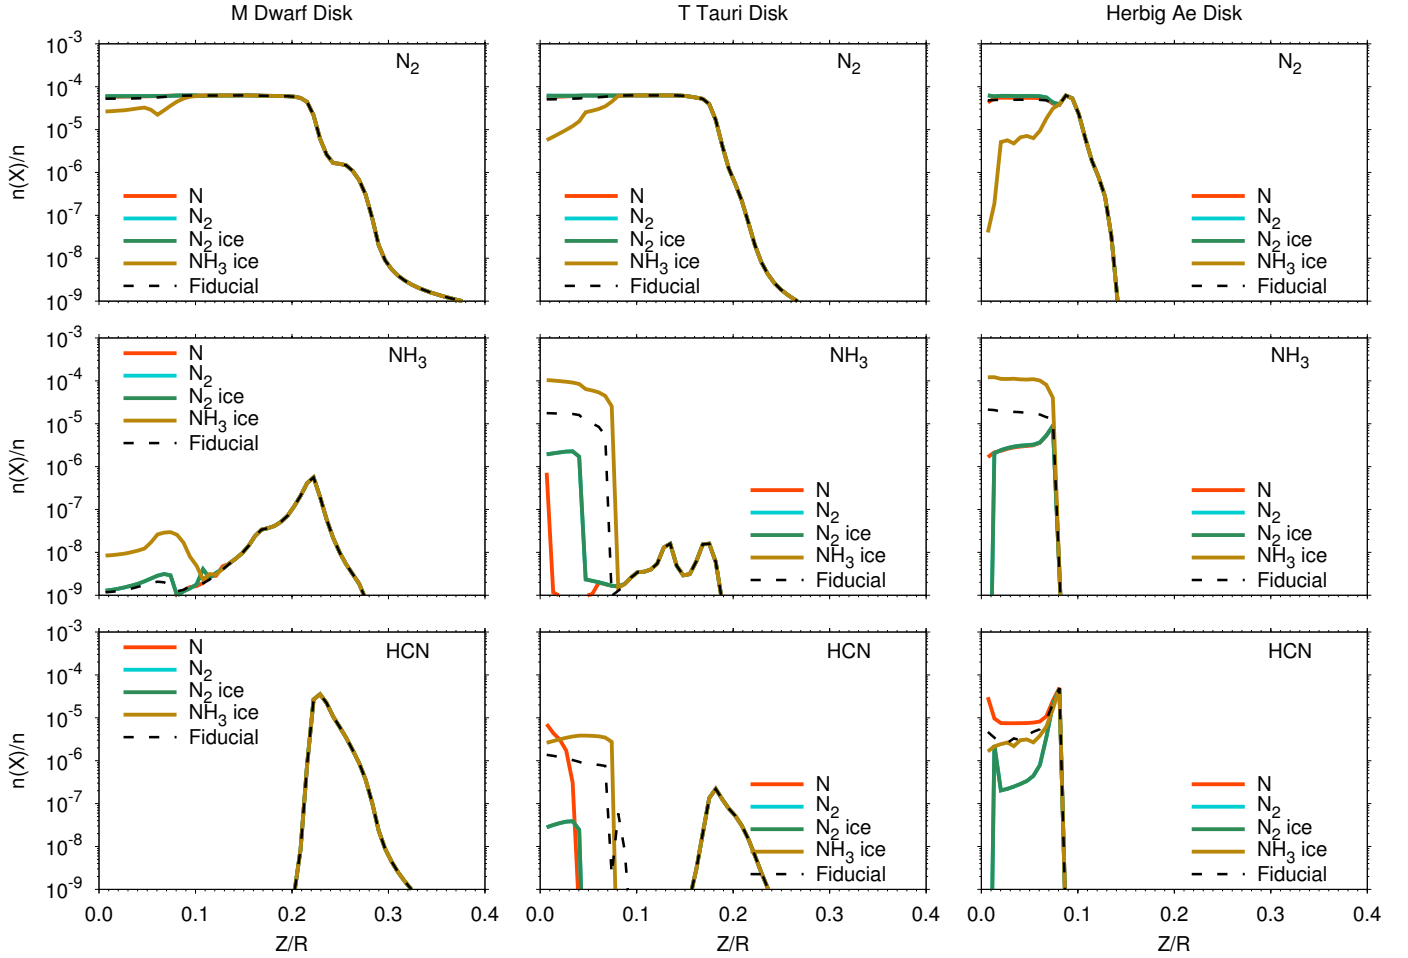 M Dwarf Disk
T Tauri Disk
Herbig Ae Disk
n(X)/n
10-3
10-4
10-5
10-6
10-7
10-8
10-9
N2
N
N2
N2 ice
NH3 ice
Fiducial
N2
N
N2
N2 ice
NH3 ice
Fiducial
N2
N
N2
N2 ice
NH3 ice
Fiducial
n(X)/n
10-3
10-4
10-5
10-6
10-7
10-8
10-9
NH3
N
N2
N2 ice
NH3 ice
Fiducial
NH3
N
N2
N2 ice
NH3 ice
Fiducial
NH3
N
N2
N2 ice
NH3 ice
Fiducial
n(X)/n
10-3
10-4
10-5
10-6
10-7
10-8
10-9
HCN
N
N2
N2 ice
NH3 ice
Fiducial
HCN
N
N2
N2 ice
NH3 ice
Fiducial
HCN
N
N2
N2 ice
NH3 ice
Fiducial
0.0 0.1 0.2 0.3 0.4
0.0 0.1 0.2 0.3 0.4
0.0 0.1 0.2 0.3 0.4
Z/R
Z/R
Z/R